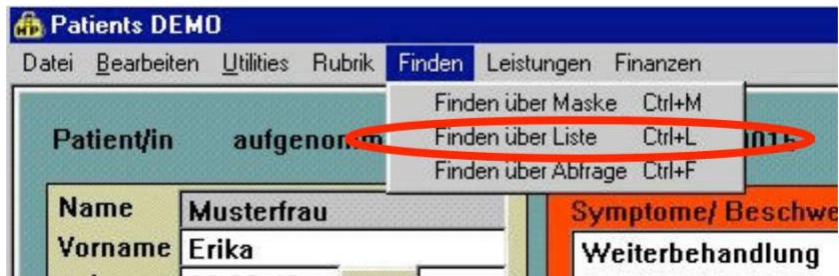 Patients DEMO
Datei Bearbeiten Utilities Rubrik Finden Leistungen Finanzen
Finden über Maske Ctrl+M
Patient/in Finden über Liste Ctrl+L
Finden über Abfrage Ctrl+F
Name Musterfrau Symptome/ Beschwe
Vorname Erika Weiterbehandlung